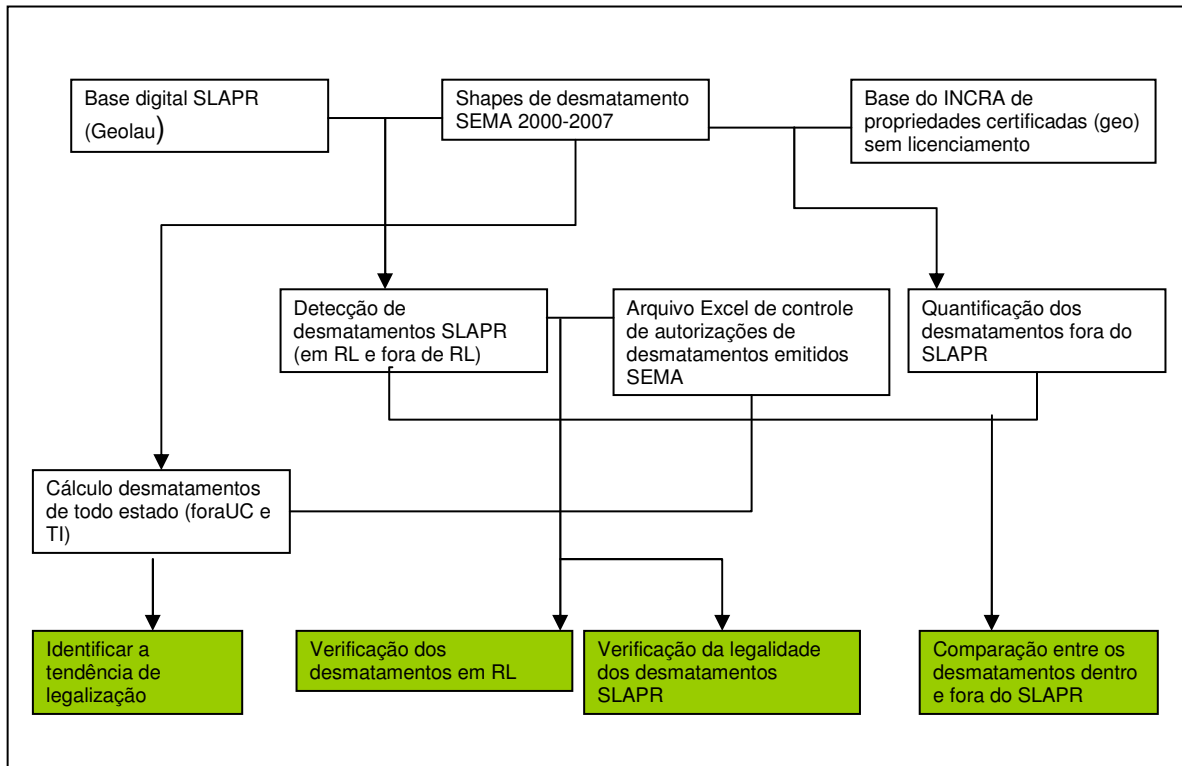 Base digital SLAPR
(Geolau)
Shapes de desmatamento
SEMA 2000-2007
Base do INCRA de
propriedades certificadas (geo)
sem licenciamento
Detecção de
desmatamentos SLAPR
(em RL e fora de RL)
Arquivo Excel de controle
de autorizações de
desmatamentos emitidos
SEMA
Quantificação dos
desmatamentos fora do
SLAPR
Cálculo desmatamentos
de todo estado (foraUC e
TI)
Identificar a
tendência de
legalização
Verificação dos
desmatamentos em RL
Verificação da legalidade
dos desmatamentos
SLAPR
Comparação entre os
desmatamentos dentro
e fora do SLAPR